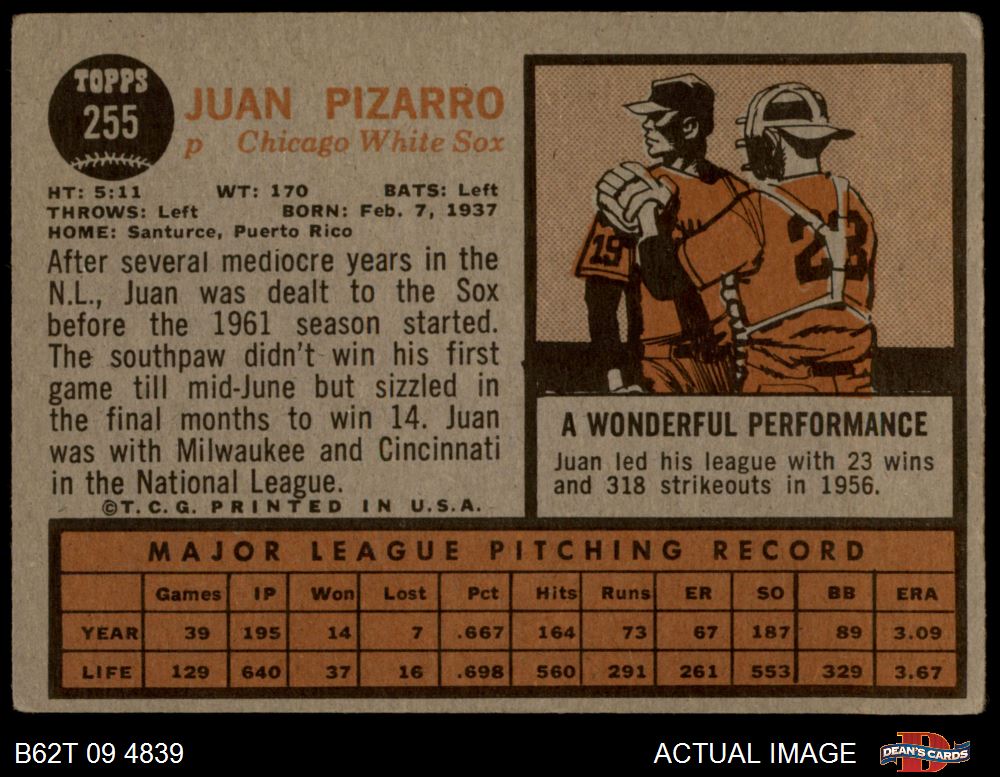 TOPPS
255
JUAN PIZARRO
p Chicago White Sox
HT: 5:11 WT: 170 BATS: Left
THROWS: Left BORN: Feb. 7, 1937
HOME: Santurce, Puerto Rico
After several mediocre years in the
N.L., Juan was dealt to the Sox
before the 1961 season started.
The southpaw didn't win his first
game till mid-June but sizzled in
the final months to win 14. Juan
was with Milwaukee and Cincinnati
in the National League.
©T.C.G. PRINTED IN U.S.A.
19
23
A WONDERFUL PERFORMANCE
Juan led his league with 23 wins
and 318 strikeouts in 1956.
MAJOR LEAGUE PITCHING RECORD
Games IP Won Lost Pct Hits Runs ER SO BB ERA
YEAR 39 195 14 7 .667 164 73 67 187 89 3.09
LIFE 129 640 37 16 .698 560 291 261 553 329 3.67
B62T 09 4839
ACTUAL IMAGE
D
DEAN'S CARDS